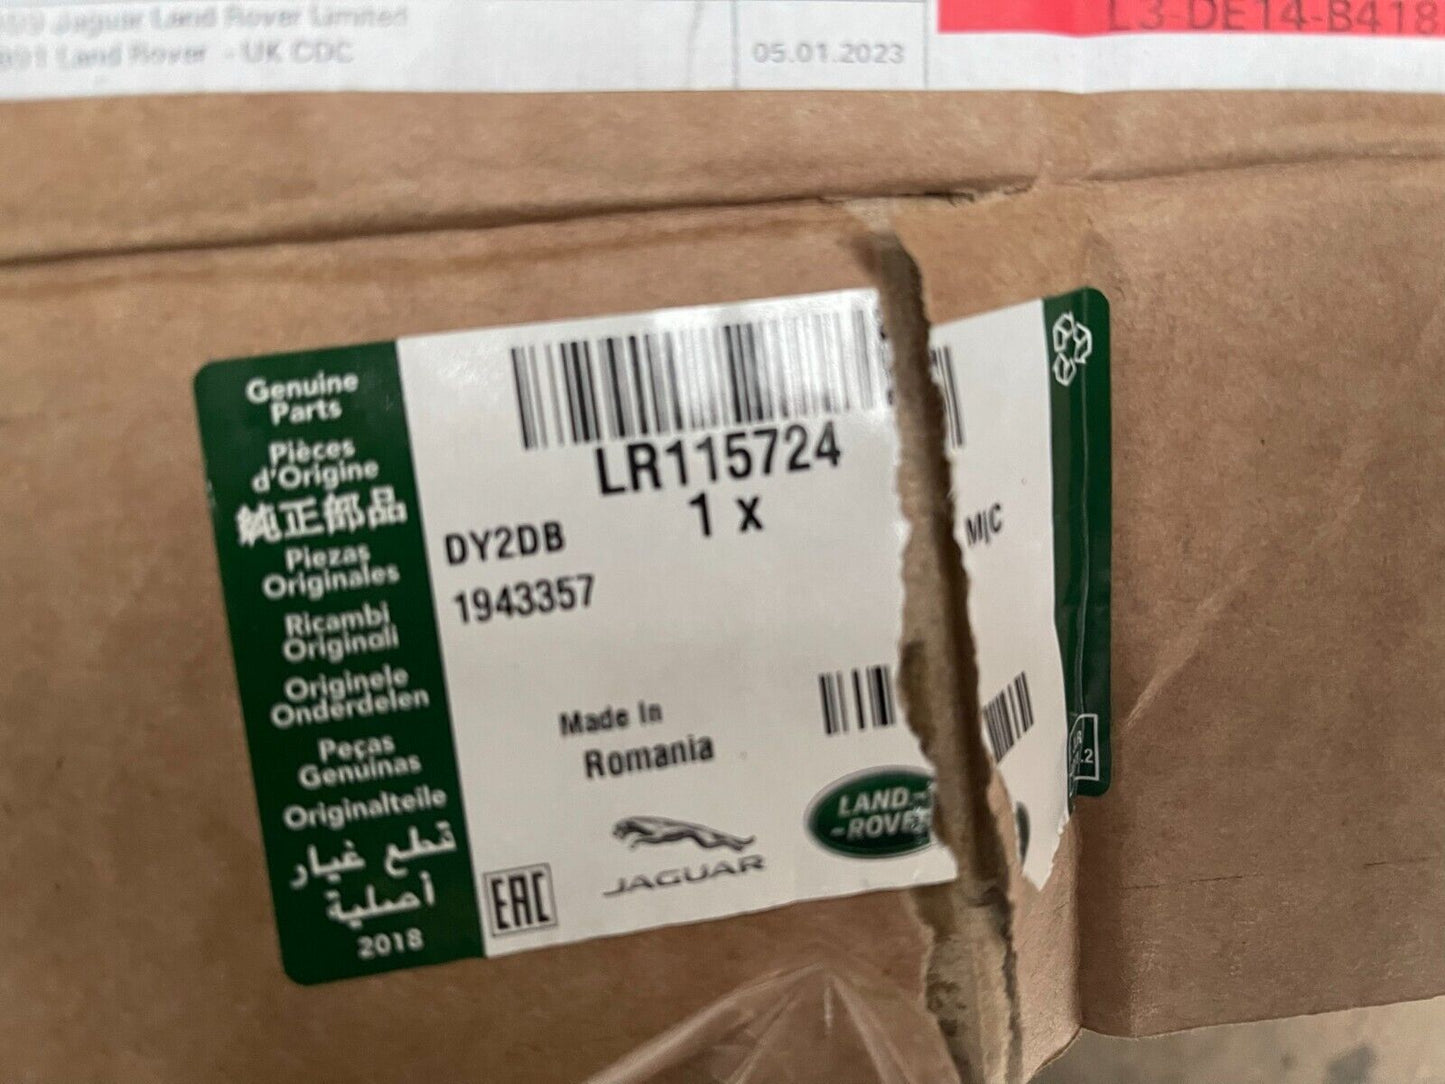 Jaguar Land Rover Limited
Land Rover - UK CDC
05.01.2023
L3-DE14-B418
Genuine
Parts
Pièces
d'Origine
純正部品
Piezas
Originales
Ricambi
Originali
Originele
Onderdelen
Peças
Genuínas
Originalteile
قطع غيار
أصلية
2018
LR115724
1 x
DY2DB
M|C
1943357
Made In
Romania
LAND-
-ROVER
JAGUAR
EAC